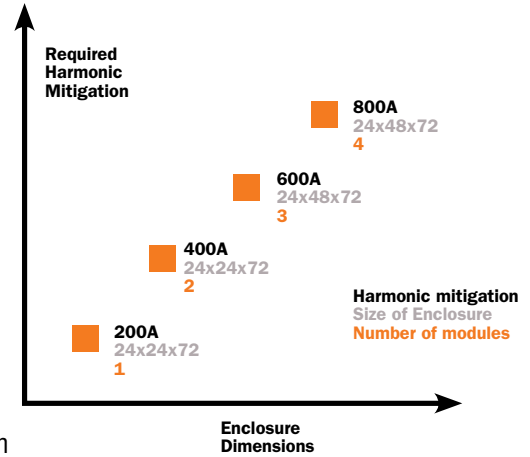 Required
Harmonic
Mitigation
800A
24x48x72
4
600A
24x48x72
3
400A
24x24x72
2
200A
24x24x72
1
Harmonic mitigation
Size of Enclosure
Number of modules
Enclosure
Dimensions